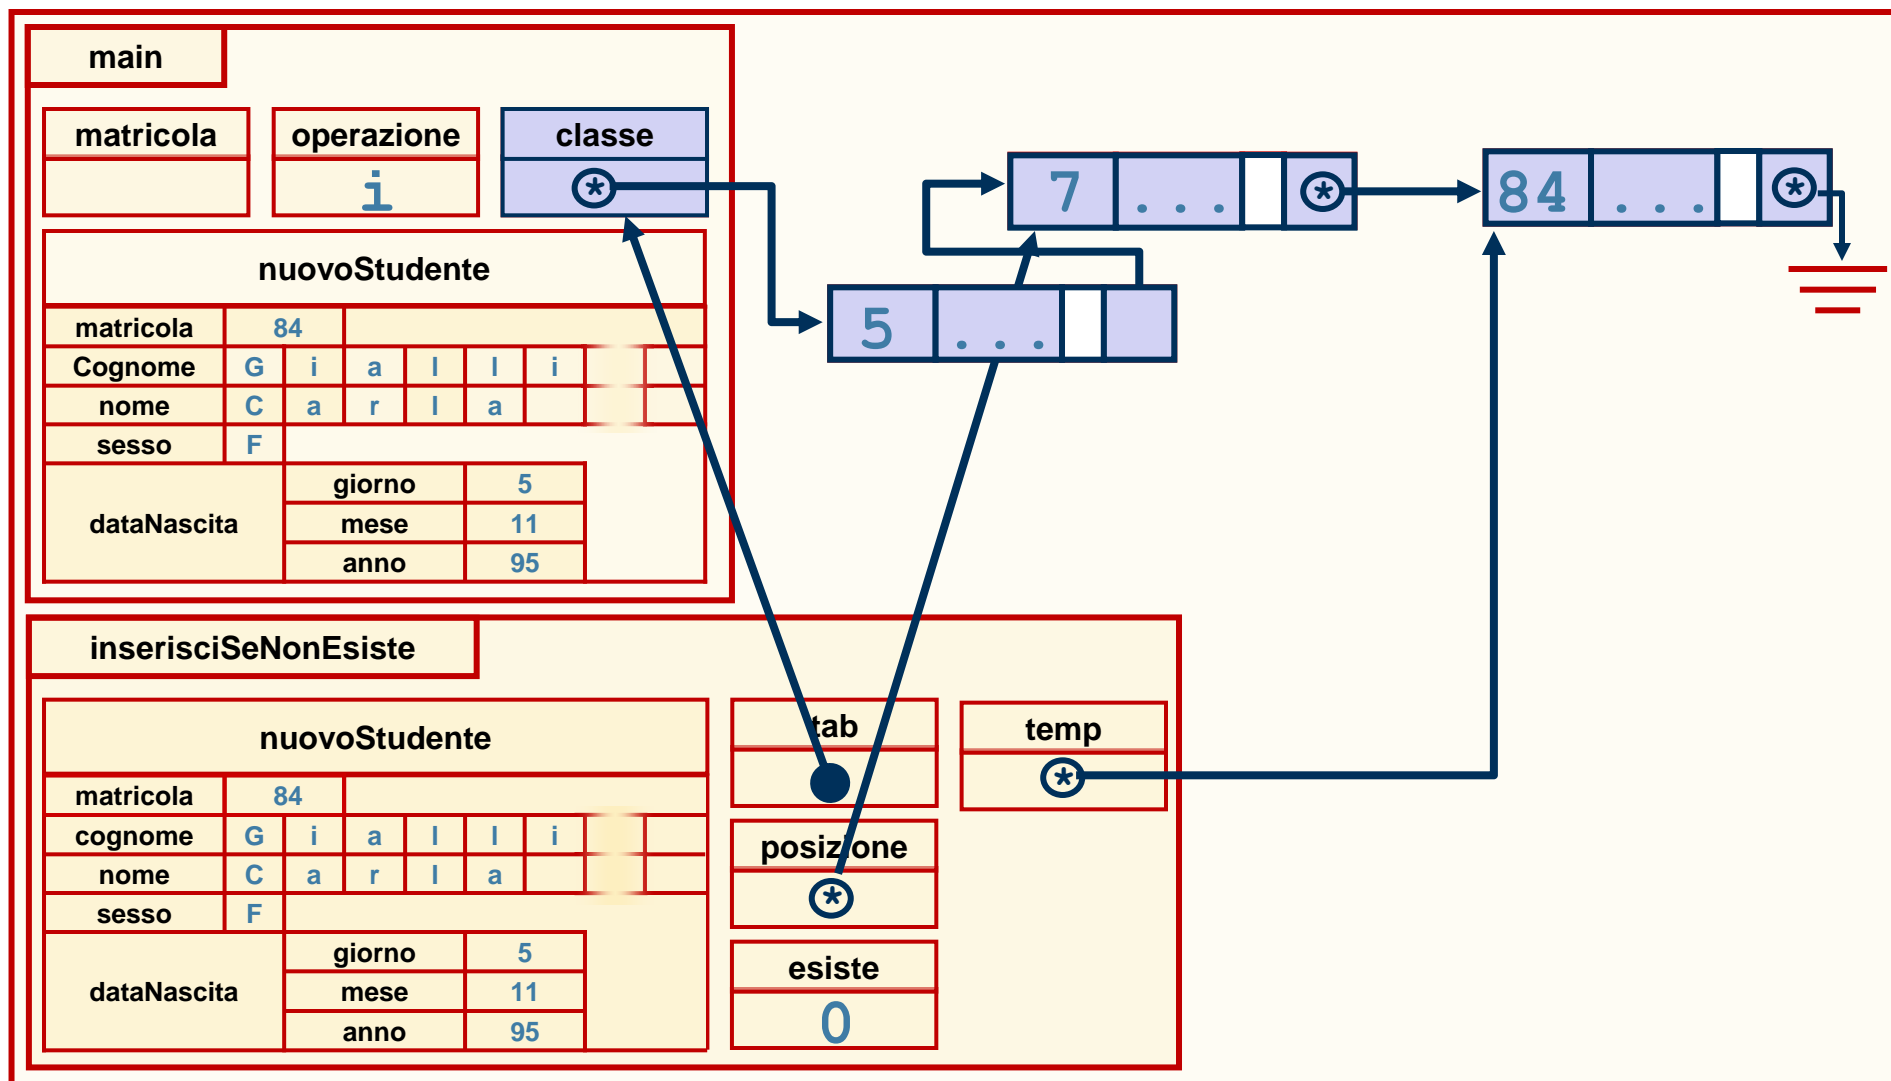 main
matricola operazione classe
i *
7 . . . *
84 . . . *
5 . . .
nuovoStudente
matricola 84
Cognome G i a l l i
nome C a r l a
sesso F
dataNascita
giorno 5
mese 11
anno 95
inserisciSeNonEsiste
nuovoStudente
matricola 84
cognome G i a l l i
nome C a r l a
sesso F
dataNascita
giorno 5
mese 11
anno 95
tab
temp
*
posizione
*
esiste
0